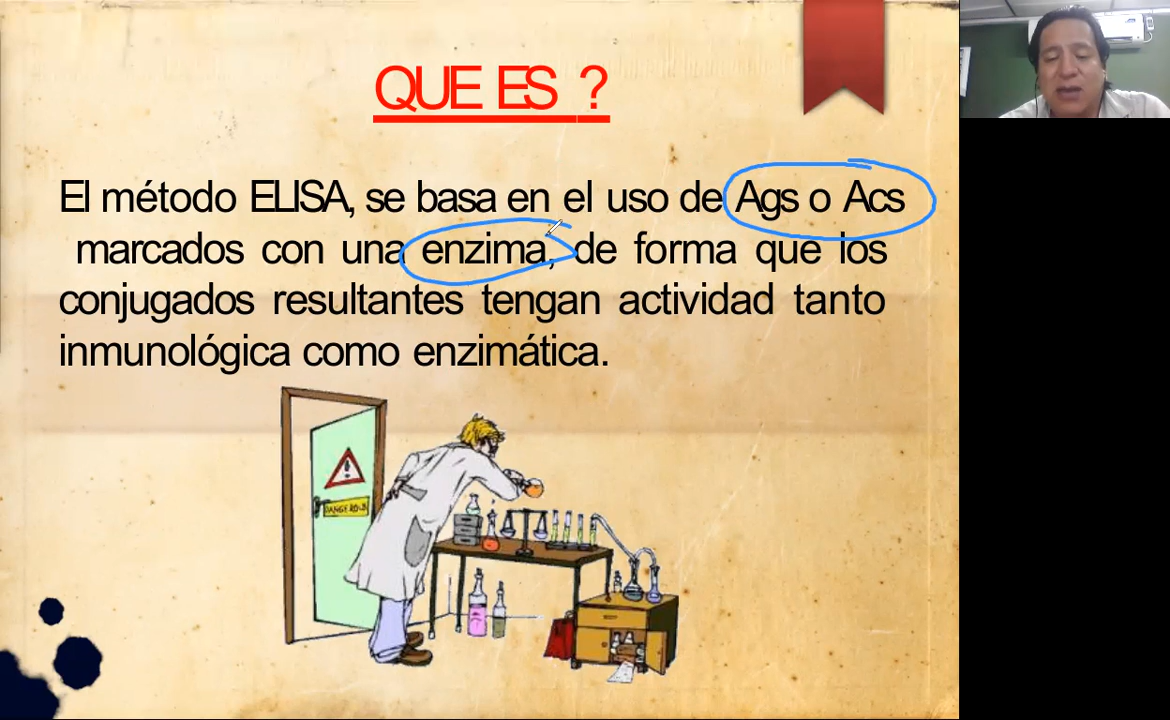 QUE ES ?
El método ELISA, se basa en el uso de Ags o Acs
marcados con una enzima, de forma que los
conjugados resultantes tengan actividad tanto
inmunológica como enzimática.